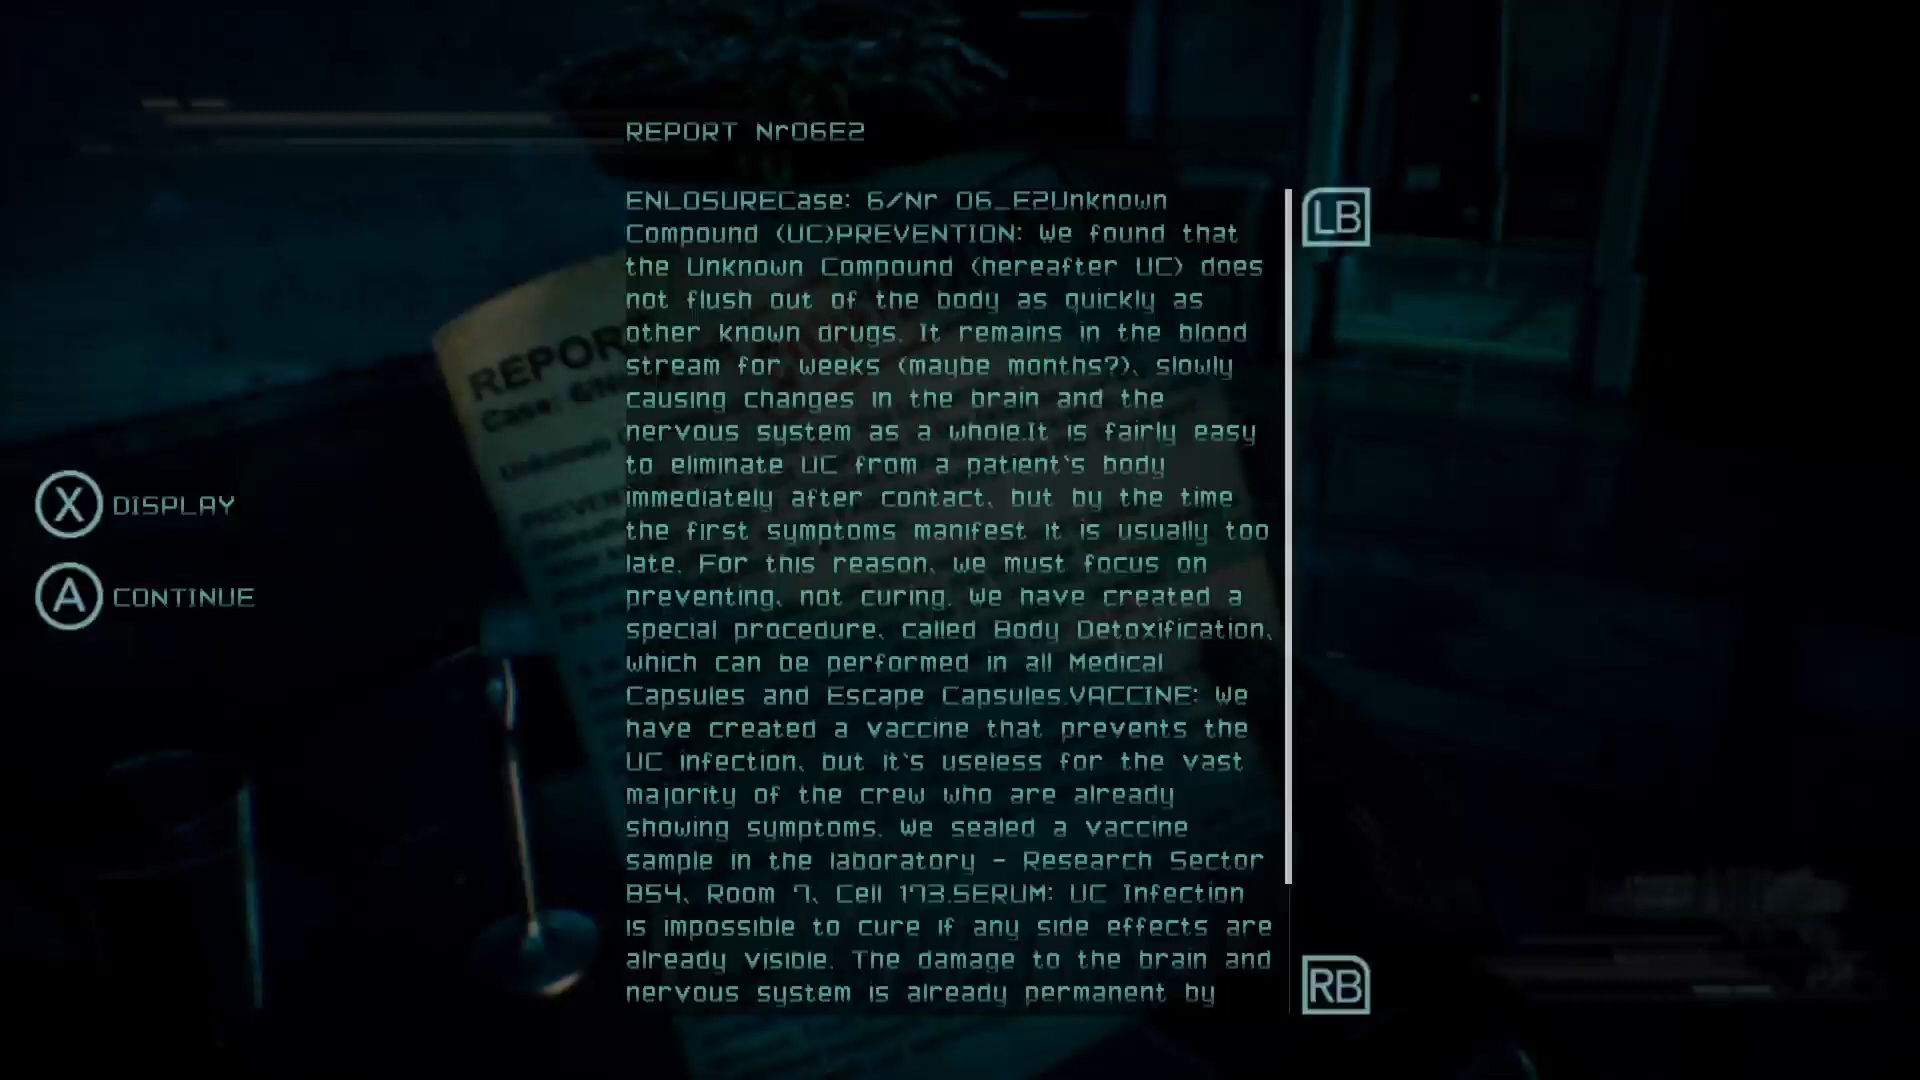 REPORT Nr06E2
ENLOSURECase: 6/Nr 06_E2Unknown
Compound (UC)PREVENTION: We found that
the Unknown Compound (hereafter UC) does
not flush out of the body as quickly as
other known drugs. It remains in the blood
stream for weeks (maybe months?), slowly
causing changes in the brain and the
nervous system as a whole.It is fairly easy
to eliminate UC from a patient's body
immediately after contact, but by the time
the first symptoms manifest it is usually too
late. For this reason, we must focus on
preventing, not curing. We have created a
special procedure, called Body Detoxification,
which can be performed in all Medical
Capsules and Escape Capsules.VACCINE: We
have created a vaccine that prevents the
UC infection, but it's useless for the vast
majority of the crew who are already
showing symptoms. We sealed a vaccine
sample in the laboratory - Research Sector
B54, Room 7, Cell 173.SERUM: UC Infection
is impossible to cure if any side effects are
already visible. The damage to the brain and
nervous system is already permanent by
LB
RB
X DISPLAY
A CONTINUE
REPOR
Case: 6/N
Unknown
PREVEN